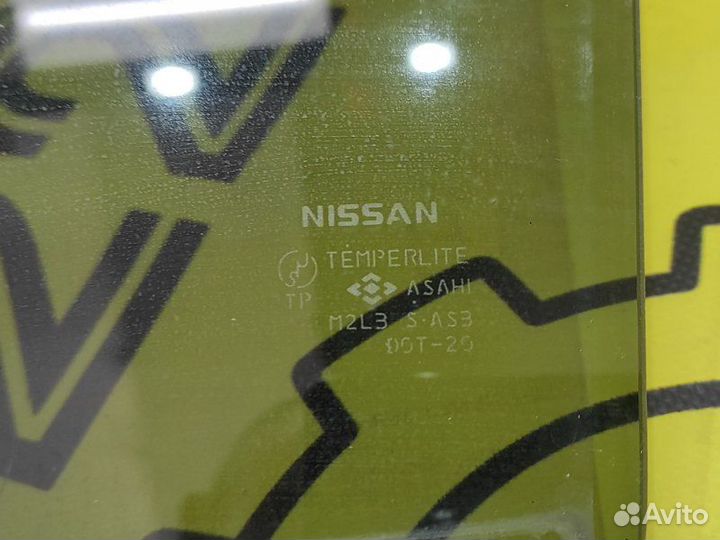 NISSAN
TEMPERLITE
TP ASAHI
M2L3 S·AS3
DOT-20
Avito